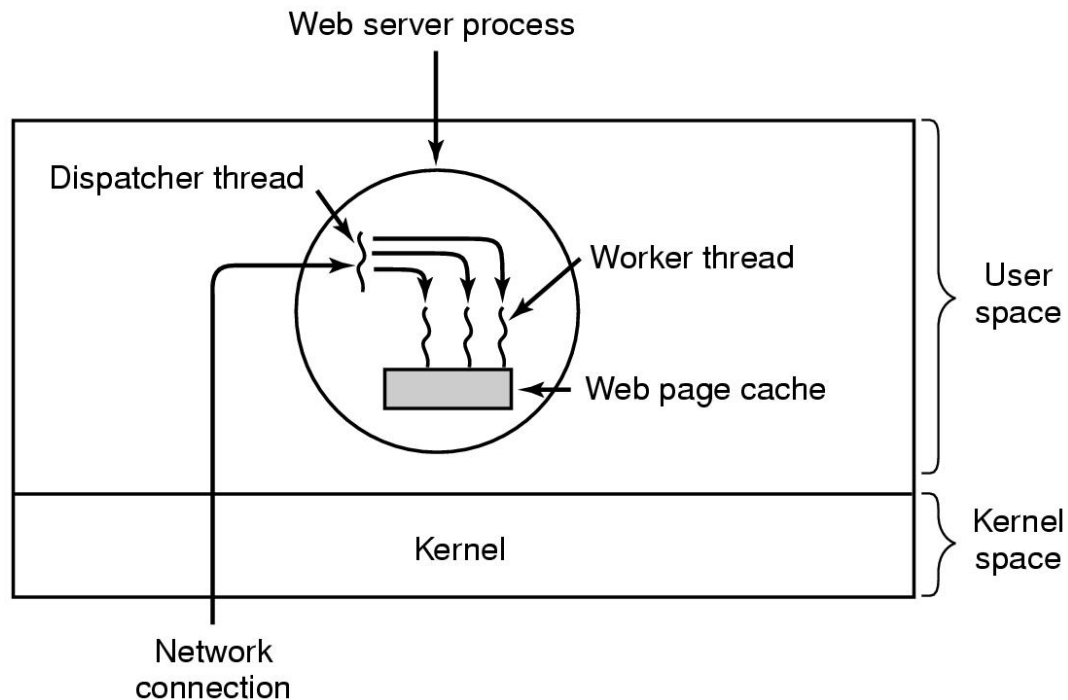 Web server process
Dispatcher thread
Worker thread
User
space
Web page cache
Kernel
Kernel
space
Network
connection